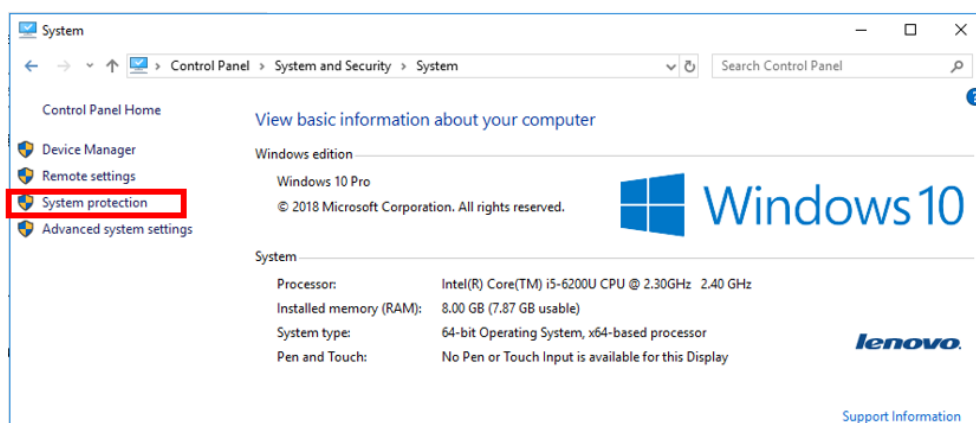 System
Control Panel > System and Security > System
Search Control Panel
Control Panel Home
Device Manager
Remote settings
System protection
Advanced system settings
?
View basic information about your computer
Windows edition
Windows 10 Pro
© 2018 Microsoft Corporation. All rights reserved.
Windows 10
System
Processor: Intel(R) Core(TM) i5-6200U CPU @ 2.30GHz 2.40 GHz
Installed memory (RAM): 8.00 GB (7.87 GB usable)
System type: 64-bit Operating System, x64-based processor
Pen and Touch: No Pen or Touch Input is available for this Display
lenovo.
Support Information